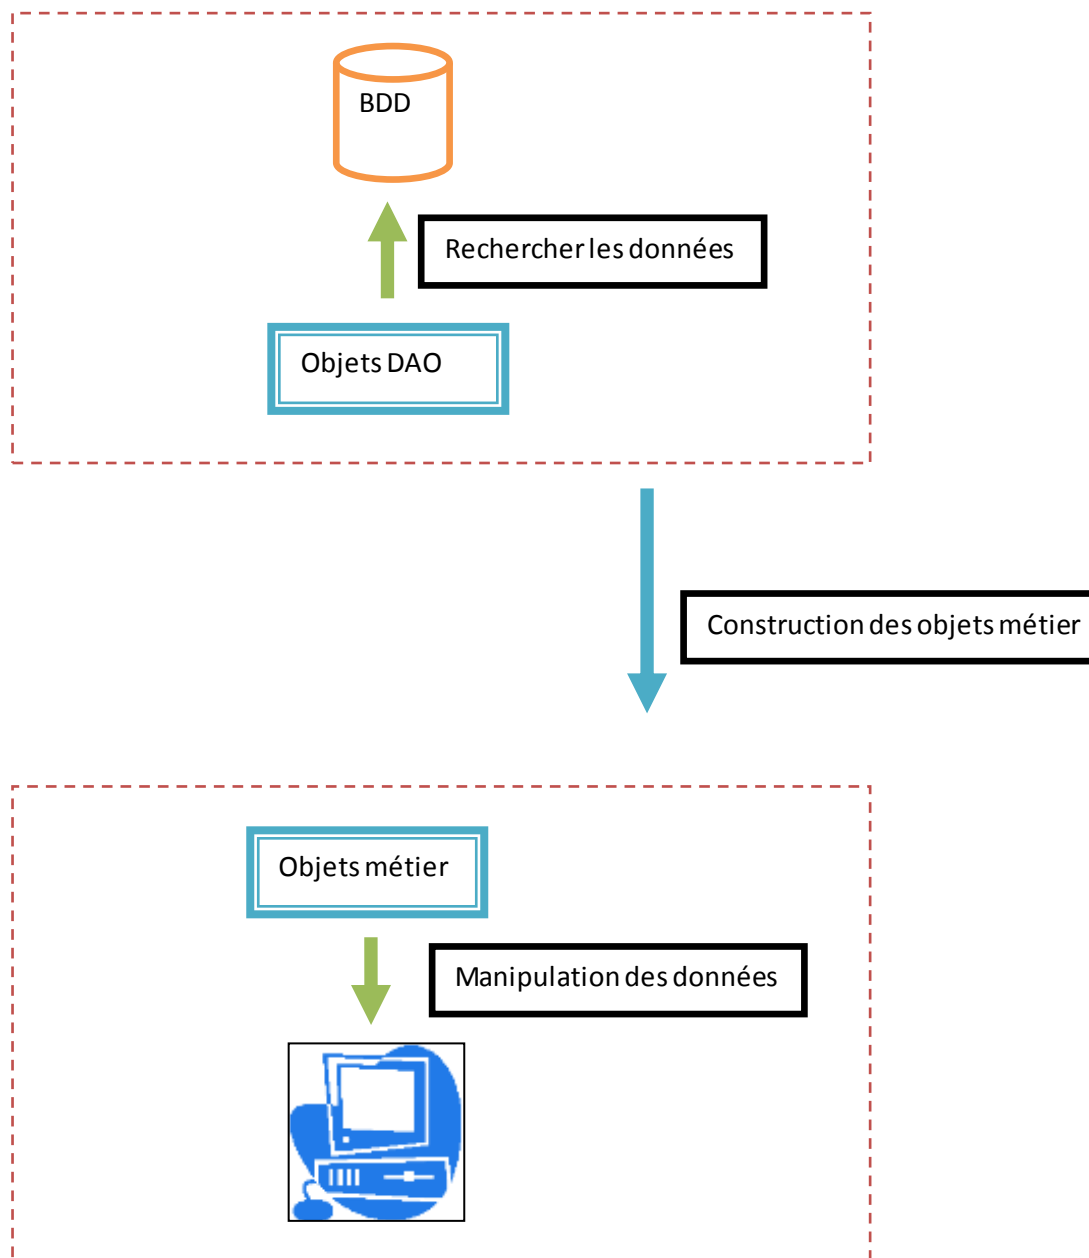 BDD
Rechercher les données
Objets DAO
Construction des objets métier
Objets métier
Manipulation des données